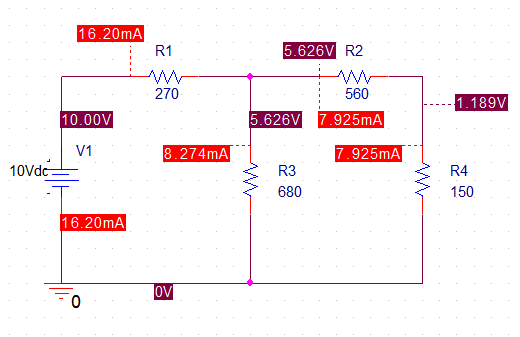 16.20mA
5.626V
R1
R2
270
560
1.189V
10.00V
5.626V
7.925mA
V1
8.274mA
7.925mA
10Vdc
R3
R4
680
150
16.20mA
0V
0